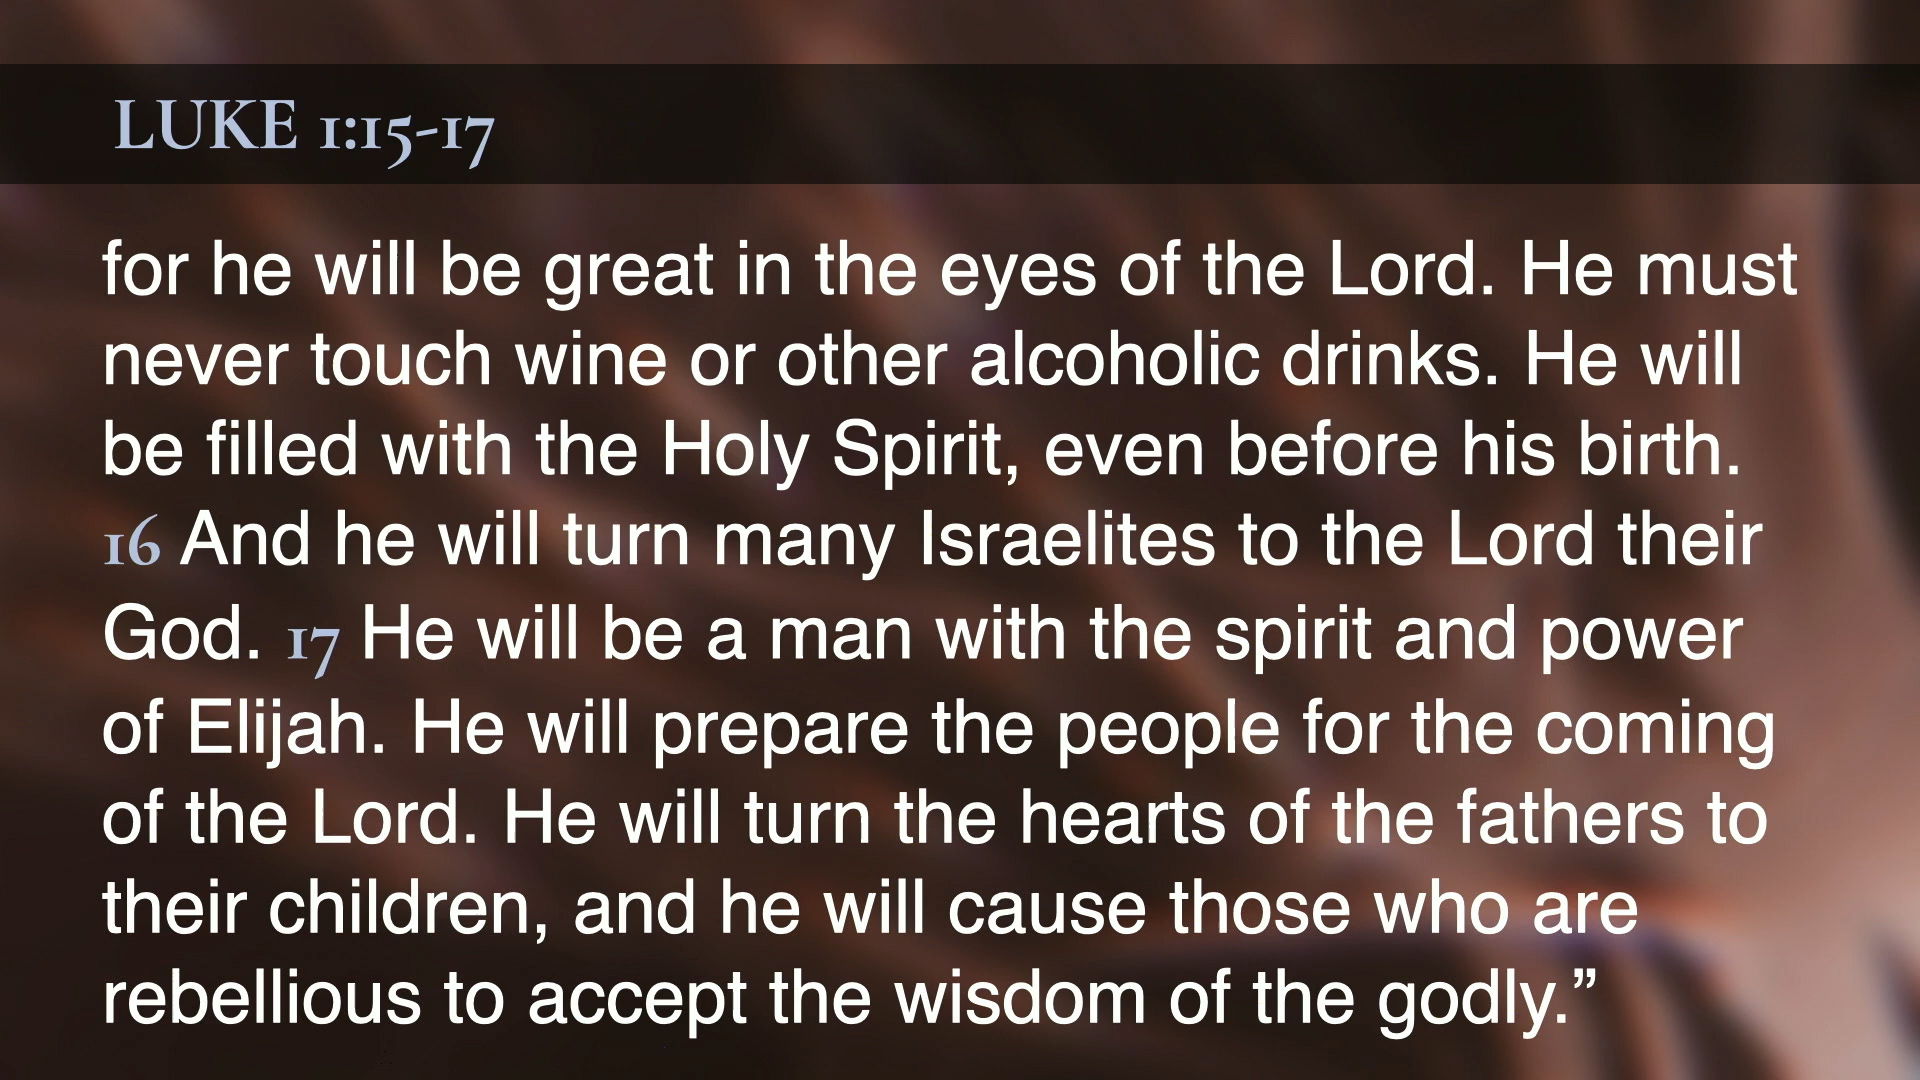 LUKE 1:15-17
for he will be great in the eyes of the Lord. He must
never touch wine or other alcoholic drinks. He will
be filled with the Holy Spirit, even before his birth.
16 And he will turn many Israelites to the Lord their
God. 17 He will be a man with the spirit and power
of Elijah. He will prepare the people for the coming
of the Lord. He will turn the hearts of the fathers to
their children, and he will cause those who are
rebellious to accept the wisdom of the godly.”